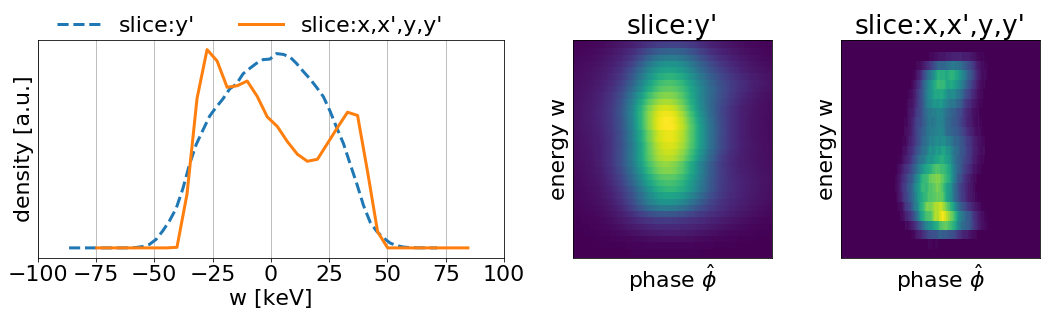 slice:y'
slice:x,x',y,y'
density [a.u.]
−100 −75 −50 −25 0 25 50 75 100
w [keV]
slice:y'
energy w
phase ϕ̂
slice:x,x',y,y'
energy w
phase ϕ̂